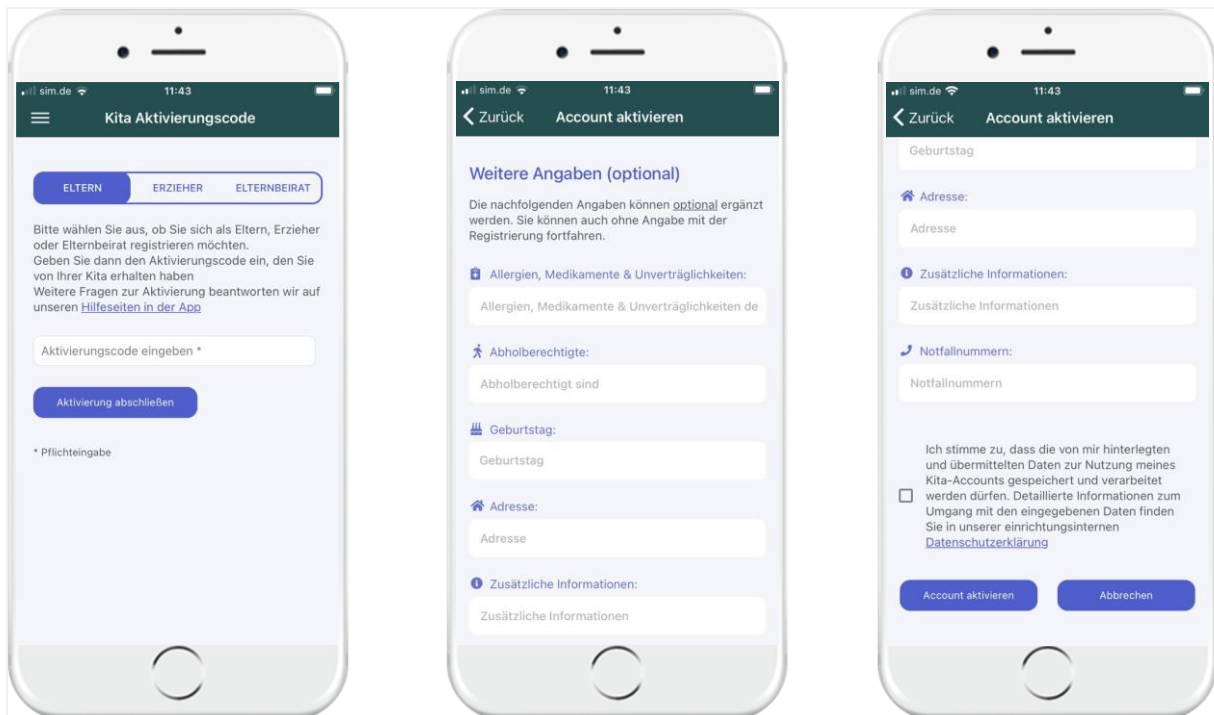 sim.de 11:43
Kita Aktivierungscode
ELTERN ERZIEHER ELTERNBEIRAT
Bitte wählen Sie aus, ob Sie sich als Eltern, Erzieher
oder Elternbeirat registrieren möchten.
Geben Sie dann den Aktivierungscode ein, den Sie
von Ihrer Kita erhalten haben
Weitere Fragen zur Aktivierung beantworten wir auf
unseren Hilfeseiten in der App
Aktivierungscode eingeben *
Aktivierung abschließen
* Pflichteingabe
sim.de 11:43
Zurück Account aktivieren
Weitere Angaben (optional)
Die nachfolgenden Angaben können optional ergänzt
werden. Sie können auch ohne Angabe mit der
Registrierung fortfahren.
Allergien, Medikamente & Unverträglichkeiten:
Allergien, Medikamente & Unverträglichkeiten de
Abholberechtigte:
Abholberechtigt sind
Geburtstag:
Geburtstag
Adresse:
Adresse
Zusätzliche Informationen:
Zusätzliche Informationen
sim.de 11:43
Zurück Account aktivieren
Geburtstag
Adresse:
Adresse
Zusätzliche Informationen:
Zusätzliche Informationen
Notfallnummern:
Notfallnummern
Ich stimme zu, dass die von mir hinterlegten
und übermittelten Daten zur Nutzung meines
Kita-Accounts gespeichert und verarbeitet
werden dürfen. Detaillierte Informationen zum
Umgang mit den eingegebenen Daten finden
Sie in unserer einrichtungsinternen
Datenschutzerklärung
Account aktivieren Abbrechen